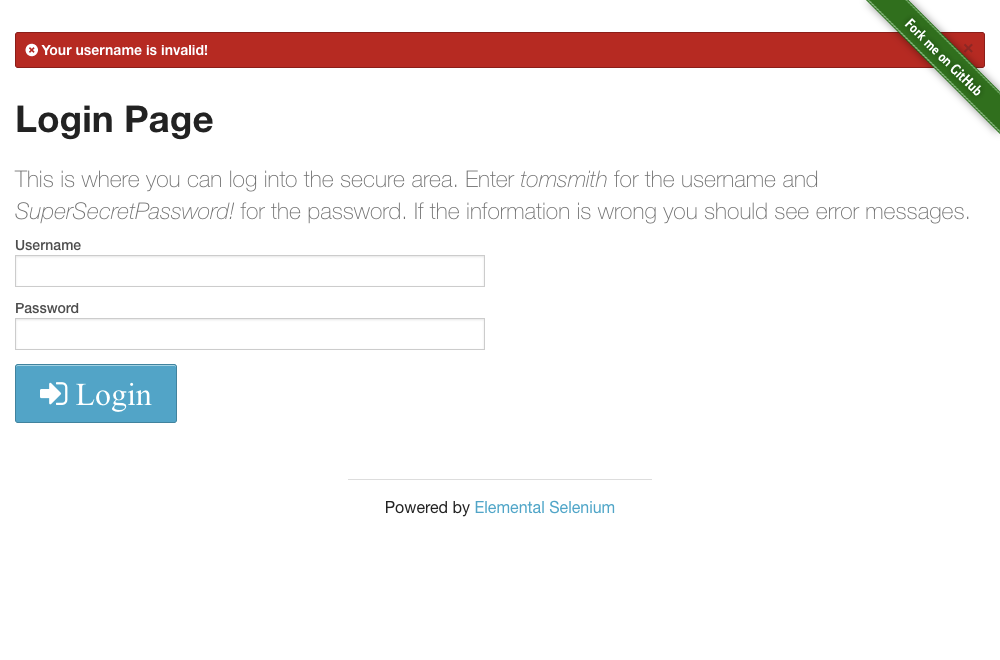 Your username is invalid!
Fork me on GitHub
Login Page
This is where you can log into the secure area. Enter tomsmith for the username and
SuperSecretPassword! for the password. If the information is wrong you should see error messages.
Username
Password
Login
Powered by Elemental Selenium